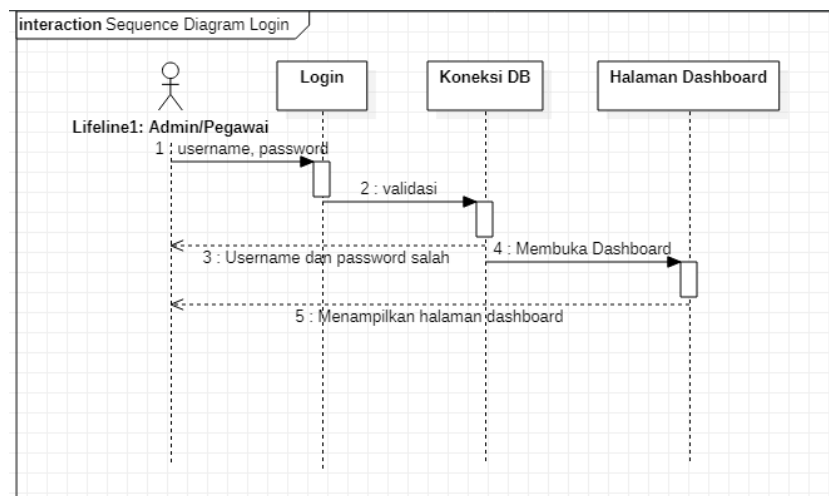 interaction Sequence Diagram Login
Login
Koneksi DB
Halaman Dashboard
Lifeline1: Admin/Pegawai
1 : username, password
2 : validasi
3 : Username dan password salah
4 : Membuka Dashboard
5 : Menampilkan halaman dashboard